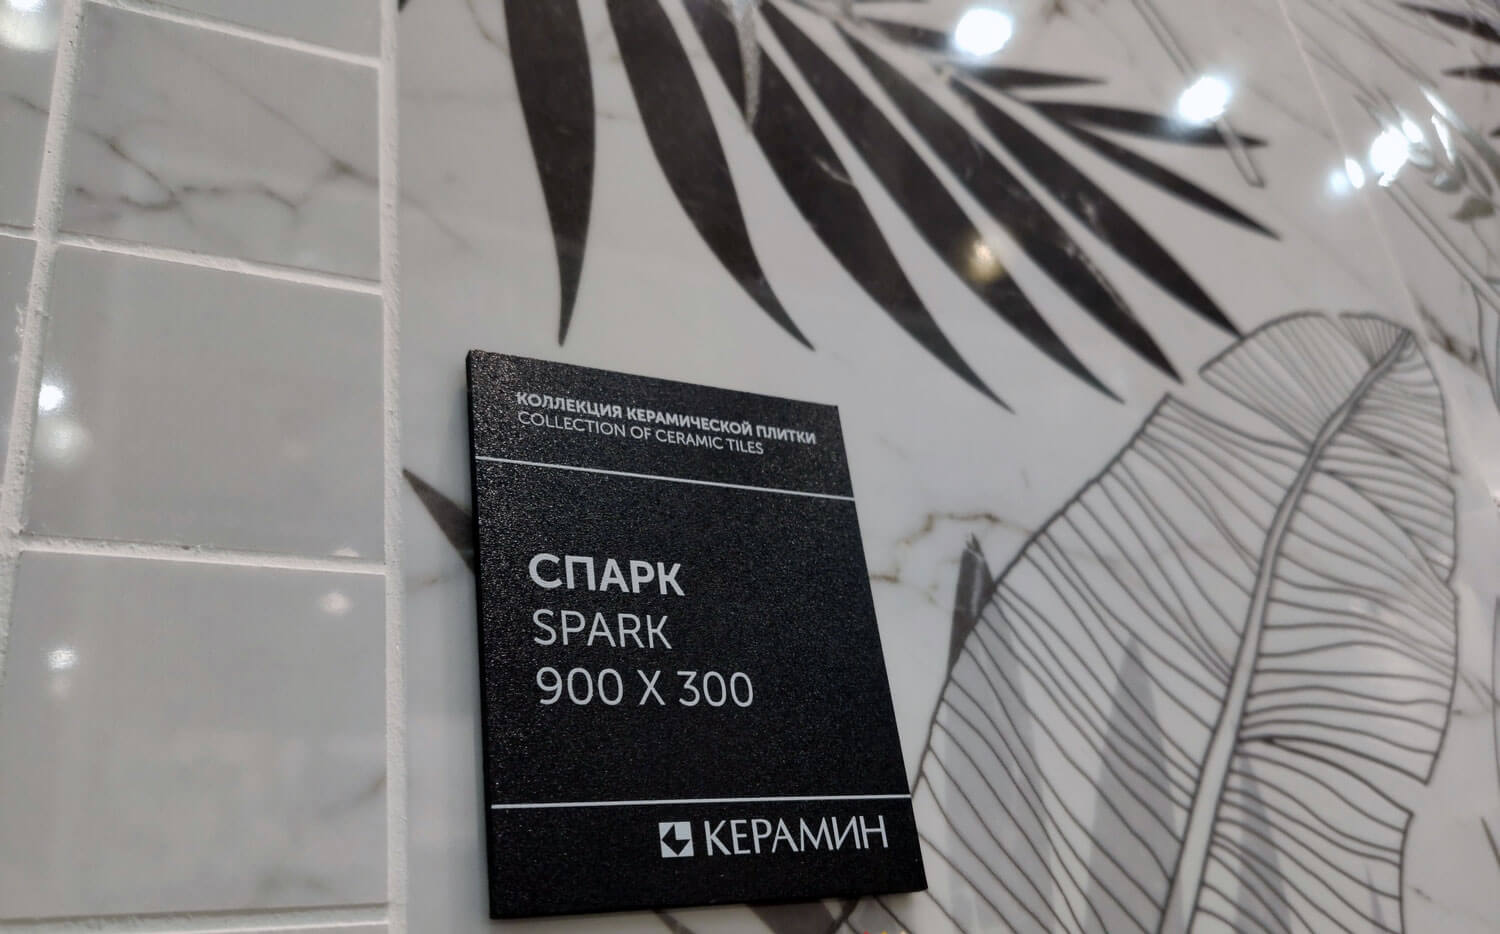 КОЛЛЕКЦИЯ КЕРАМИЧЕСКОЙ ПЛИТКИ
COLLECTION OF CERAMIC TILES
СПАРК
SPARK
900 X 300
КЕРАМИН